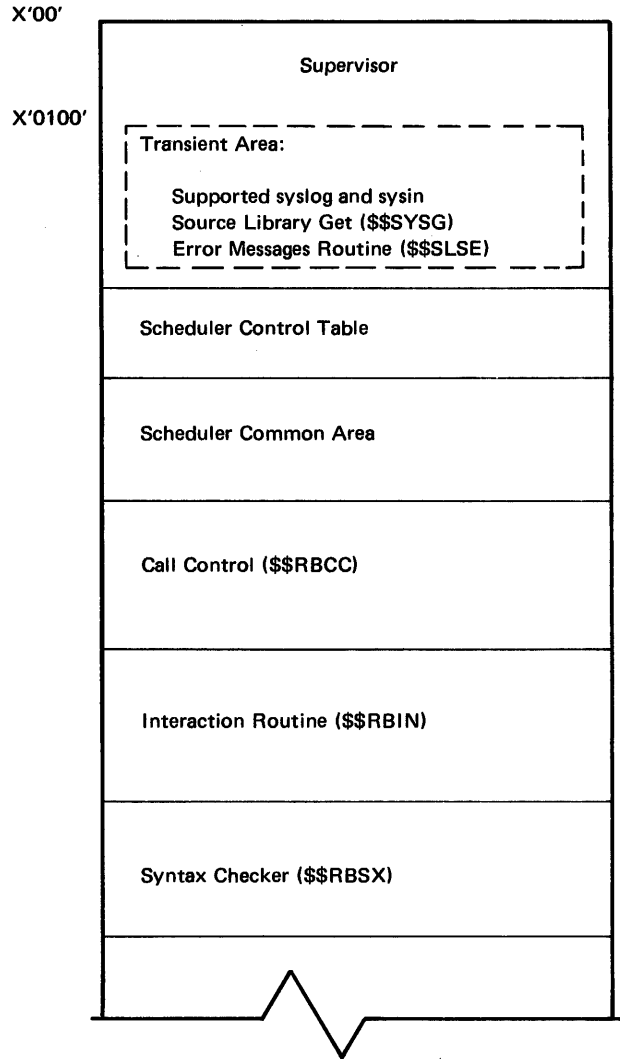 X'00'
Supervisor
X'0100'
Transient Area:
Supported syslog and sysin
Source Library Get ($$SYSG)
Error Messages Routine ($$SLSE)
Scheduler Control Table
Scheduler Common Area
Call Control ($$RBCC)
Interaction Routine ($$RBIN)
Syntax Checker ($$RBSX)